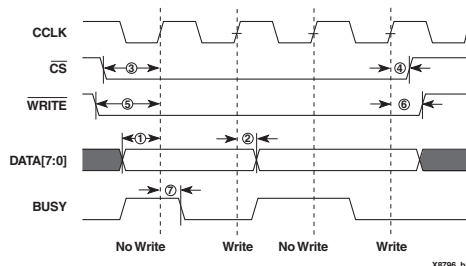 CCLK
CS
③
④
WRITE
⑤
⑥
DATA[7:0]
①
②
BUSY
⑦
No Write
Write
No Write
Write
X8796_b